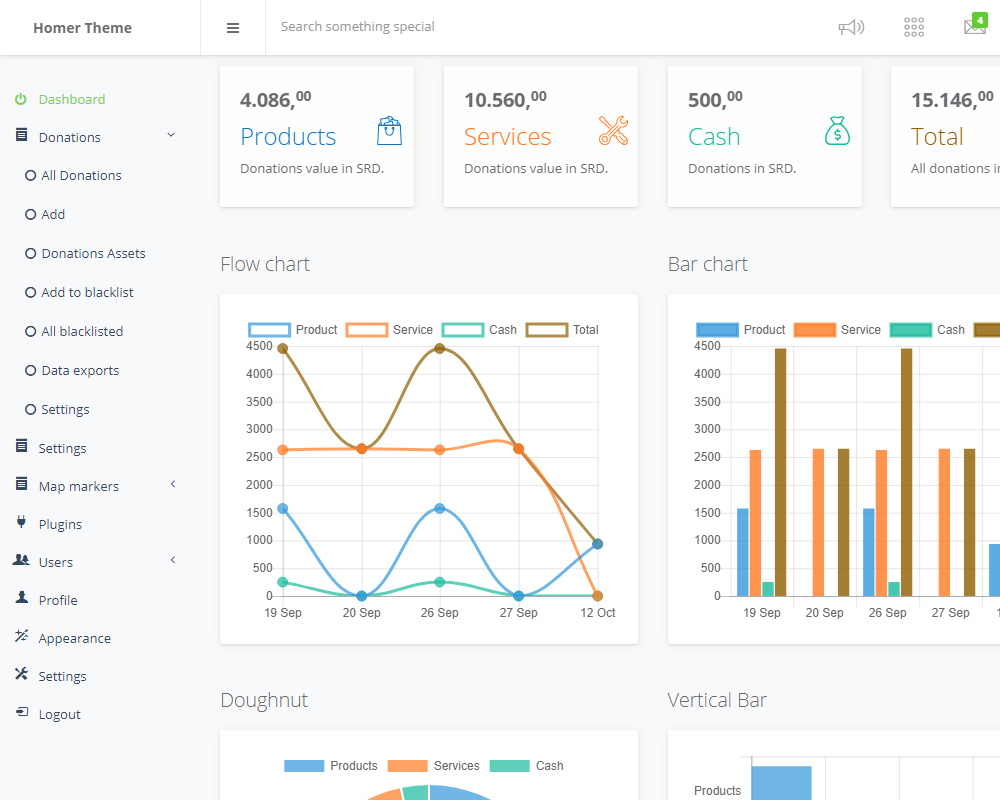 Homer Theme
Search something special
4
Dashboard
Donations
All Donations
Add
Donations Assets
Add to blacklist
All blacklisted
Data exports
Settings
Settings
Map markers
Plugins
Users
Profile
Appearance
Settings
Logout
4.086,00
Products
Donations value in SRD.
10.560,00
Services
Donations value in SRD.
500,00
$
Cash
Donations in SRD.
15.146,00
Total
All donations i
Flow chart
Product Service Cash Total
4500
4000
3500
3000
2500
2000
1500
1000
500
0
19 Sep 20 Sep 26 Sep 27 Sep 12 Oct
Bar chart
Product Service Cash
4500
4000
3500
3000
2500
2000
1500
1000
500
0
19 Sep 20 Sep 26 Sep 27 Sep 1
Doughnut
Products Services Cash
Vertical Bar
Products